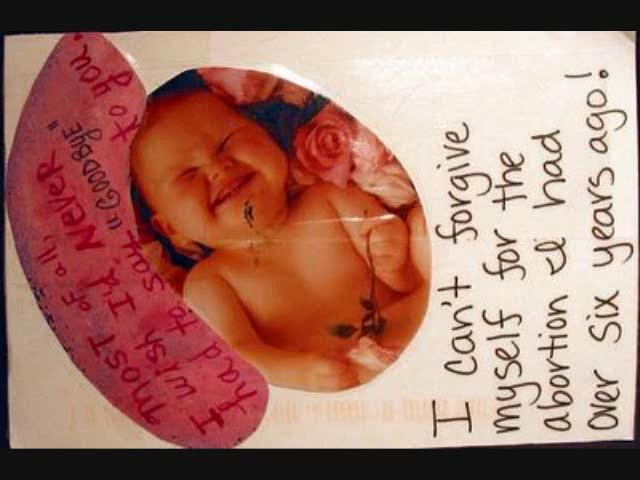 Most of all,
I wish I'd NEVER
had to say "GOODBYE"
to you.
I can't forgive
myself for the
abortion I had
over six years ago!